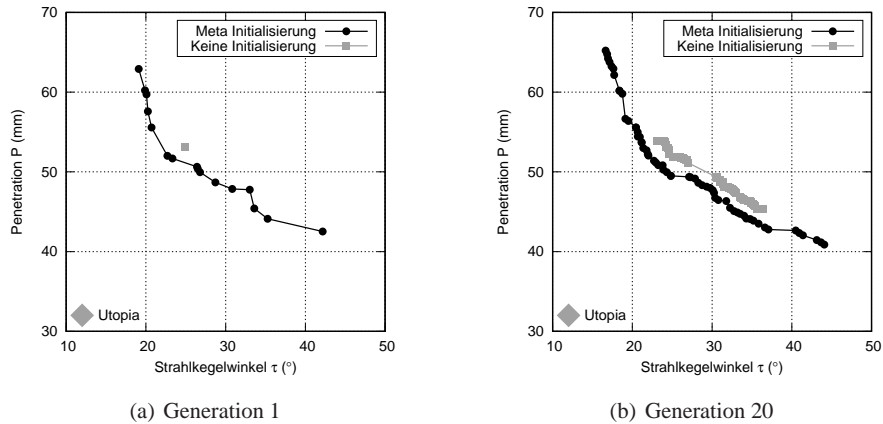 Penetration P (mm)
70
60
50
40
30
Meta Initialisierung
Keine Initialisierung
Utopia
10 20 30 40 50
Strahlkegelwinkel τ (°)
(a) Generation 1
Penetration P (mm)
70
60
50
40
30
Meta Initialisierung
Keine Initialisierung
Utopia
10 20 30 40 50
Strahlkegelwinkel τ (°)
(b) Generation 20